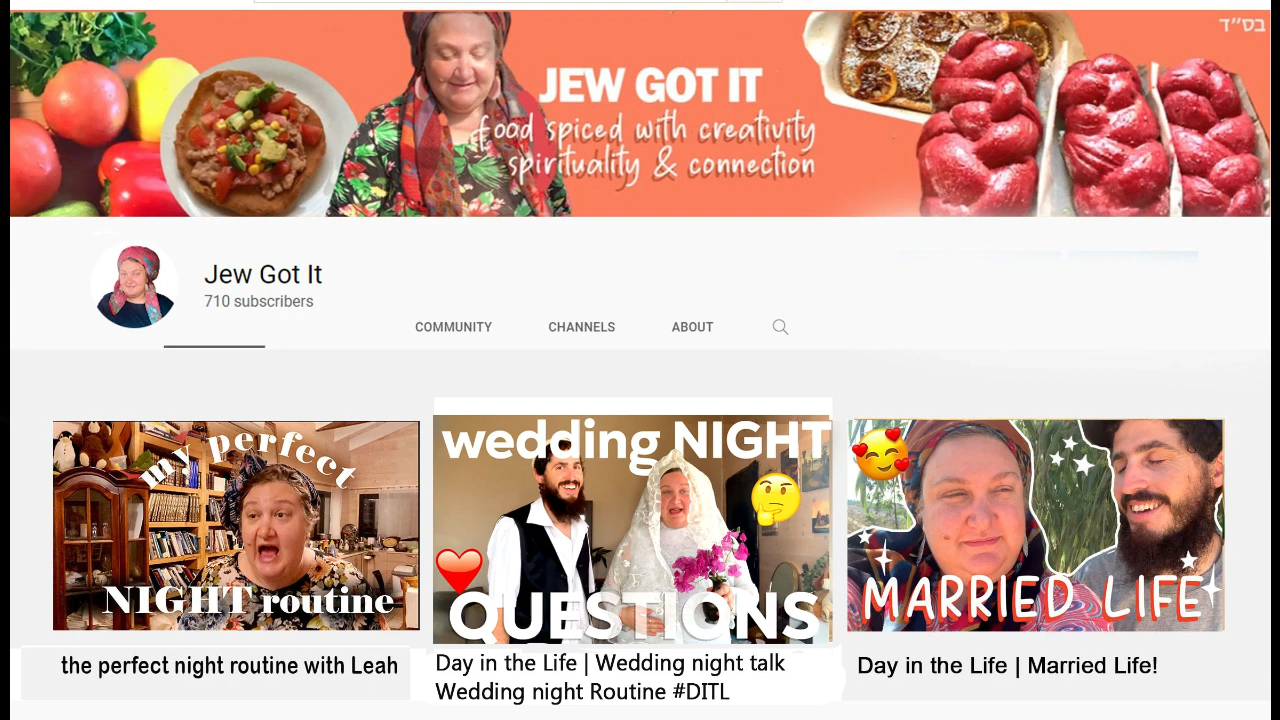 בס״ד
JEW GOT IT
food spiced with creativity
spirituality & connection
Jew Got It
710 subscribers
COMMUNITY CHANNELS ABOUT
my perfect
NIGHT routine
the perfect night routine with Leah
wedding NIGHT
QUESTIONS
Day in the Life | Wedding night talk
Wedding night Routine #DITL
MARRIED LIFE
Day in the Life | Married Life!